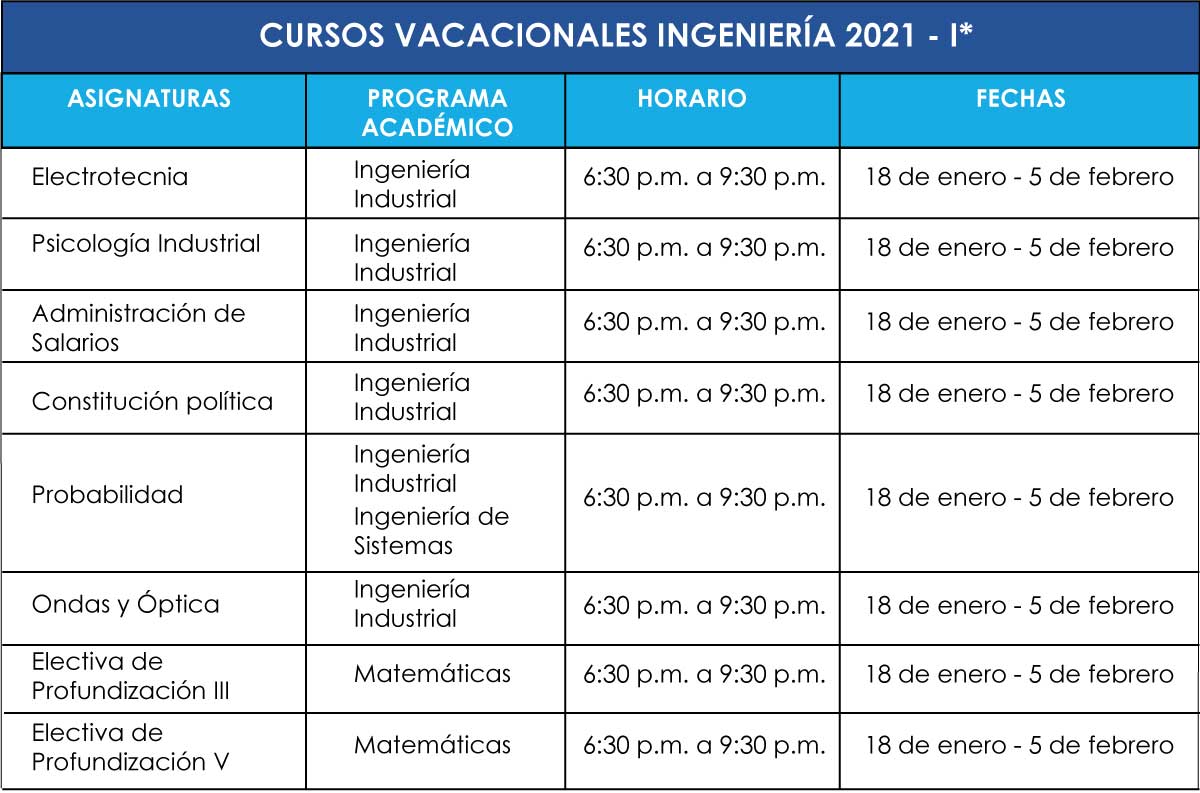 CURSOS VACACIONALES INGENIERÍA 2021 - I*
ASIGNATURAS
PROGRAMA
ACADÉMICO
HORARIO
FECHAS
Electrotecnia
Ingeniería
Industrial
6:30 p.m. a 9:30 p.m.
18 de enero - 5 de febrero
Psicología Industrial
Ingeniería
Industrial
6:30 p.m. a 9:30 p.m.
18 de enero - 5 de febrero
Administración de
Salarios
Ingeniería
Industrial
6:30 p.m. a 9:30 p.m.
18 de enero - 5 de febrero
Constitución política
Ingeniería
Industrial
6:30 p.m. a 9:30 p.m.
18 de enero - 5 de febrero
Probabilidad
Ingeniería
Industrial
Ingeniería de
Sistemas
6:30 p.m. a 9:30 p.m.
18 de enero - 5 de febrero
Ondas y Óptica
Ingeniería
Industrial
6:30 p.m. a 9:30 p.m.
18 de enero - 5 de febrero
Electiva de
Profundización III
Matemáticas
6:30 p.m. a 9:30 p.m.
18 de enero - 5 de febrero
Electiva de
Profundización V
Matemáticas
6:30 p.m. a 9:30 p.m.
18 de enero - 5 de febrero